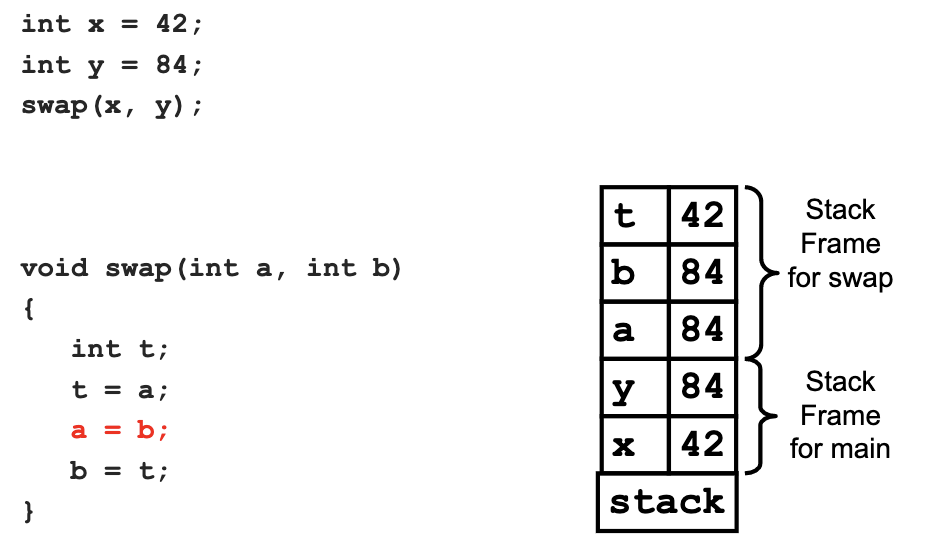 int x = 42;
int y = 84;
swap(x, y);
void swap(int a, int b)
{
int t;
t = a;
a = b;
b = t;
}
t 42
b 84
a 84
y 84
x 42
stack
Stack
Frame
for swap
Stack
Frame
for main